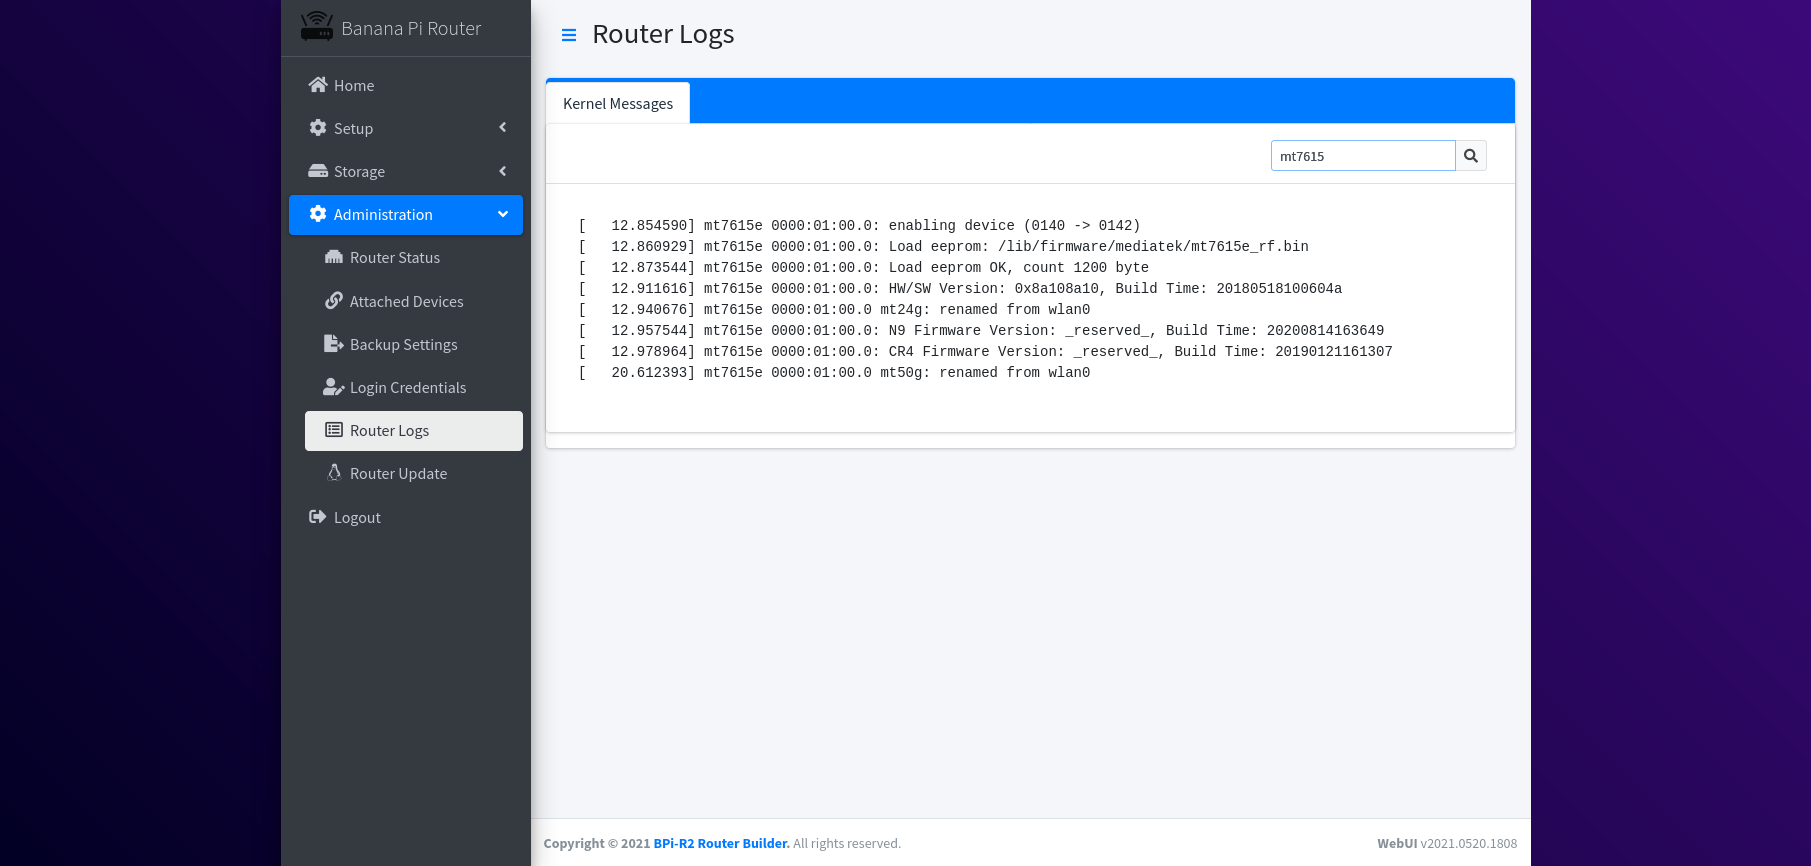 Banana Pi Router
Home
Setup
Storage
Administration
Router Status
Attached Devices
Backup Settings
Login Credentials
Router Logs
Router Update
Logout
Router Logs
Kernel Messages
mt7615
[   12.854590] mt7615e 0000:01:00.0: enabling device (0140 -> 0142)
[   12.860929] mt7615e 0000:01:00.0: Load eeprom: /lib/firmware/mediatek/mt7615e_rf.bin
[   12.873544] mt7615e 0000:01:00.0: Load eeprom OK, count 1200 byte
[   12.911616] mt7615e 0000:01:00.0: HW/SW Version: 0x8a108a10, Build Time: 20180518100604a
[   12.940676] mt7615e 0000:01:00.0 mt24g: renamed from wlan0
[   12.957544] mt7615e 0000:01:00.0: N9 Firmware Version: _reserved_, Build Time: 20200814163649
[   12.978964] mt7615e 0000:01:00.0: CR4 Firmware Version: _reserved_, Build Time: 20190121161307
[   20.612393] mt7615e 0000:01:00.0 mt50g: renamed from wlan0
Copyright © 2021 BPi-R2 Router Builder. All rights reserved.
WebUI v2021.0520.1808